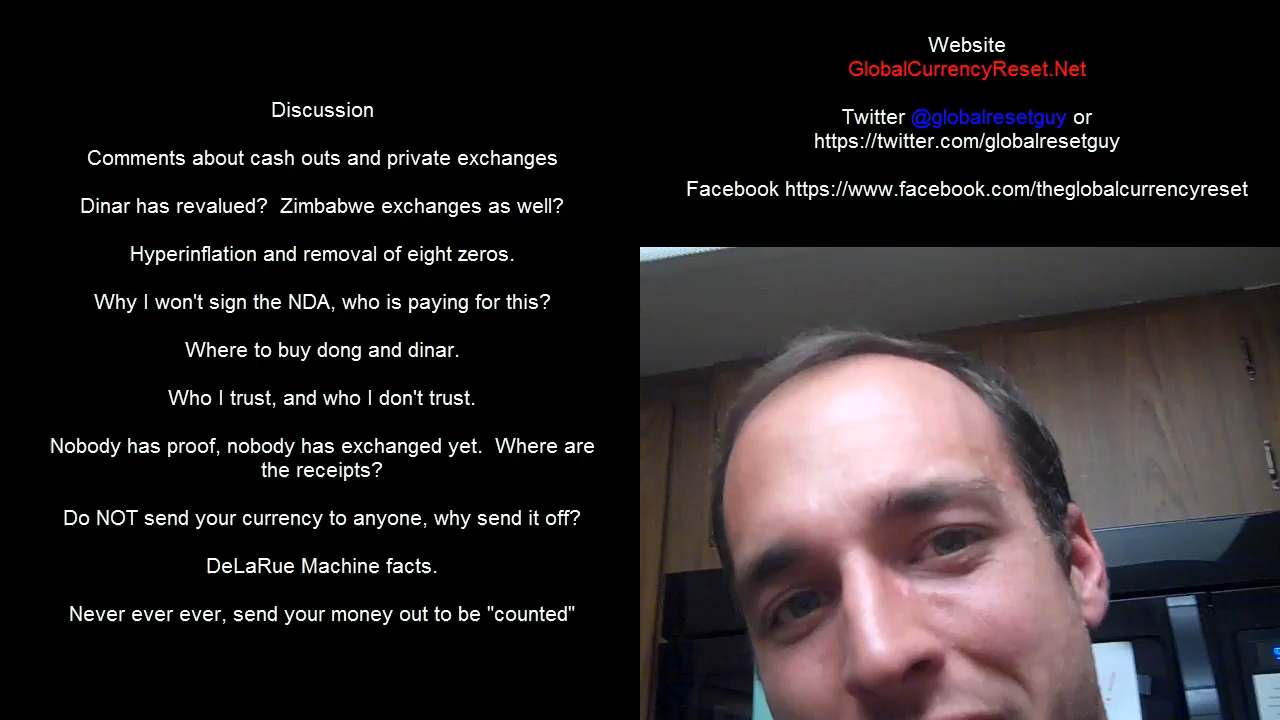 Discussion
Comments about cash outs and private exchanges
Dinar has revalued?  Zimbabwe exchanges as well?
Hyperinflation and removal of eight zeros.
Why I won't sign the NDA, who is paying for this?
Where to buy dong and dinar.
Who I trust, and who I don't trust.
Nobody has proof, nobody has exchanged yet.  Where are
the receipts?
Do NOT send your currency to anyone, why send it off?
DeLaRue Machine facts.
Never ever ever, send your money out to be "counted"
Website
GlobalCurrencyReset.Net
Twitter @globalresetguy or
https://twitter.com/globalresetguy
Facebook https://www.facebook.com/theglobalcurrencyreset